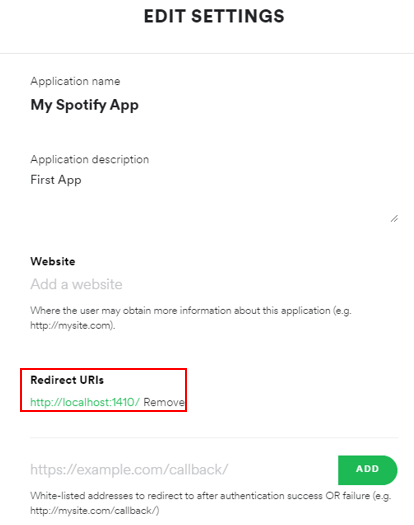 EDIT SETTINGS
Application name
My Spotify App
Application description
First App
Website
Add a website
Where the user may obtain more information about this application (e.g.
http://mysite.com).
Redirect URIs
http://localhost:1410/ Remove
https://example.com/callback/ ADD
White-listed addresses to redirect to after authentication success OR failure (e.g.
http://mysite.com/callback/)